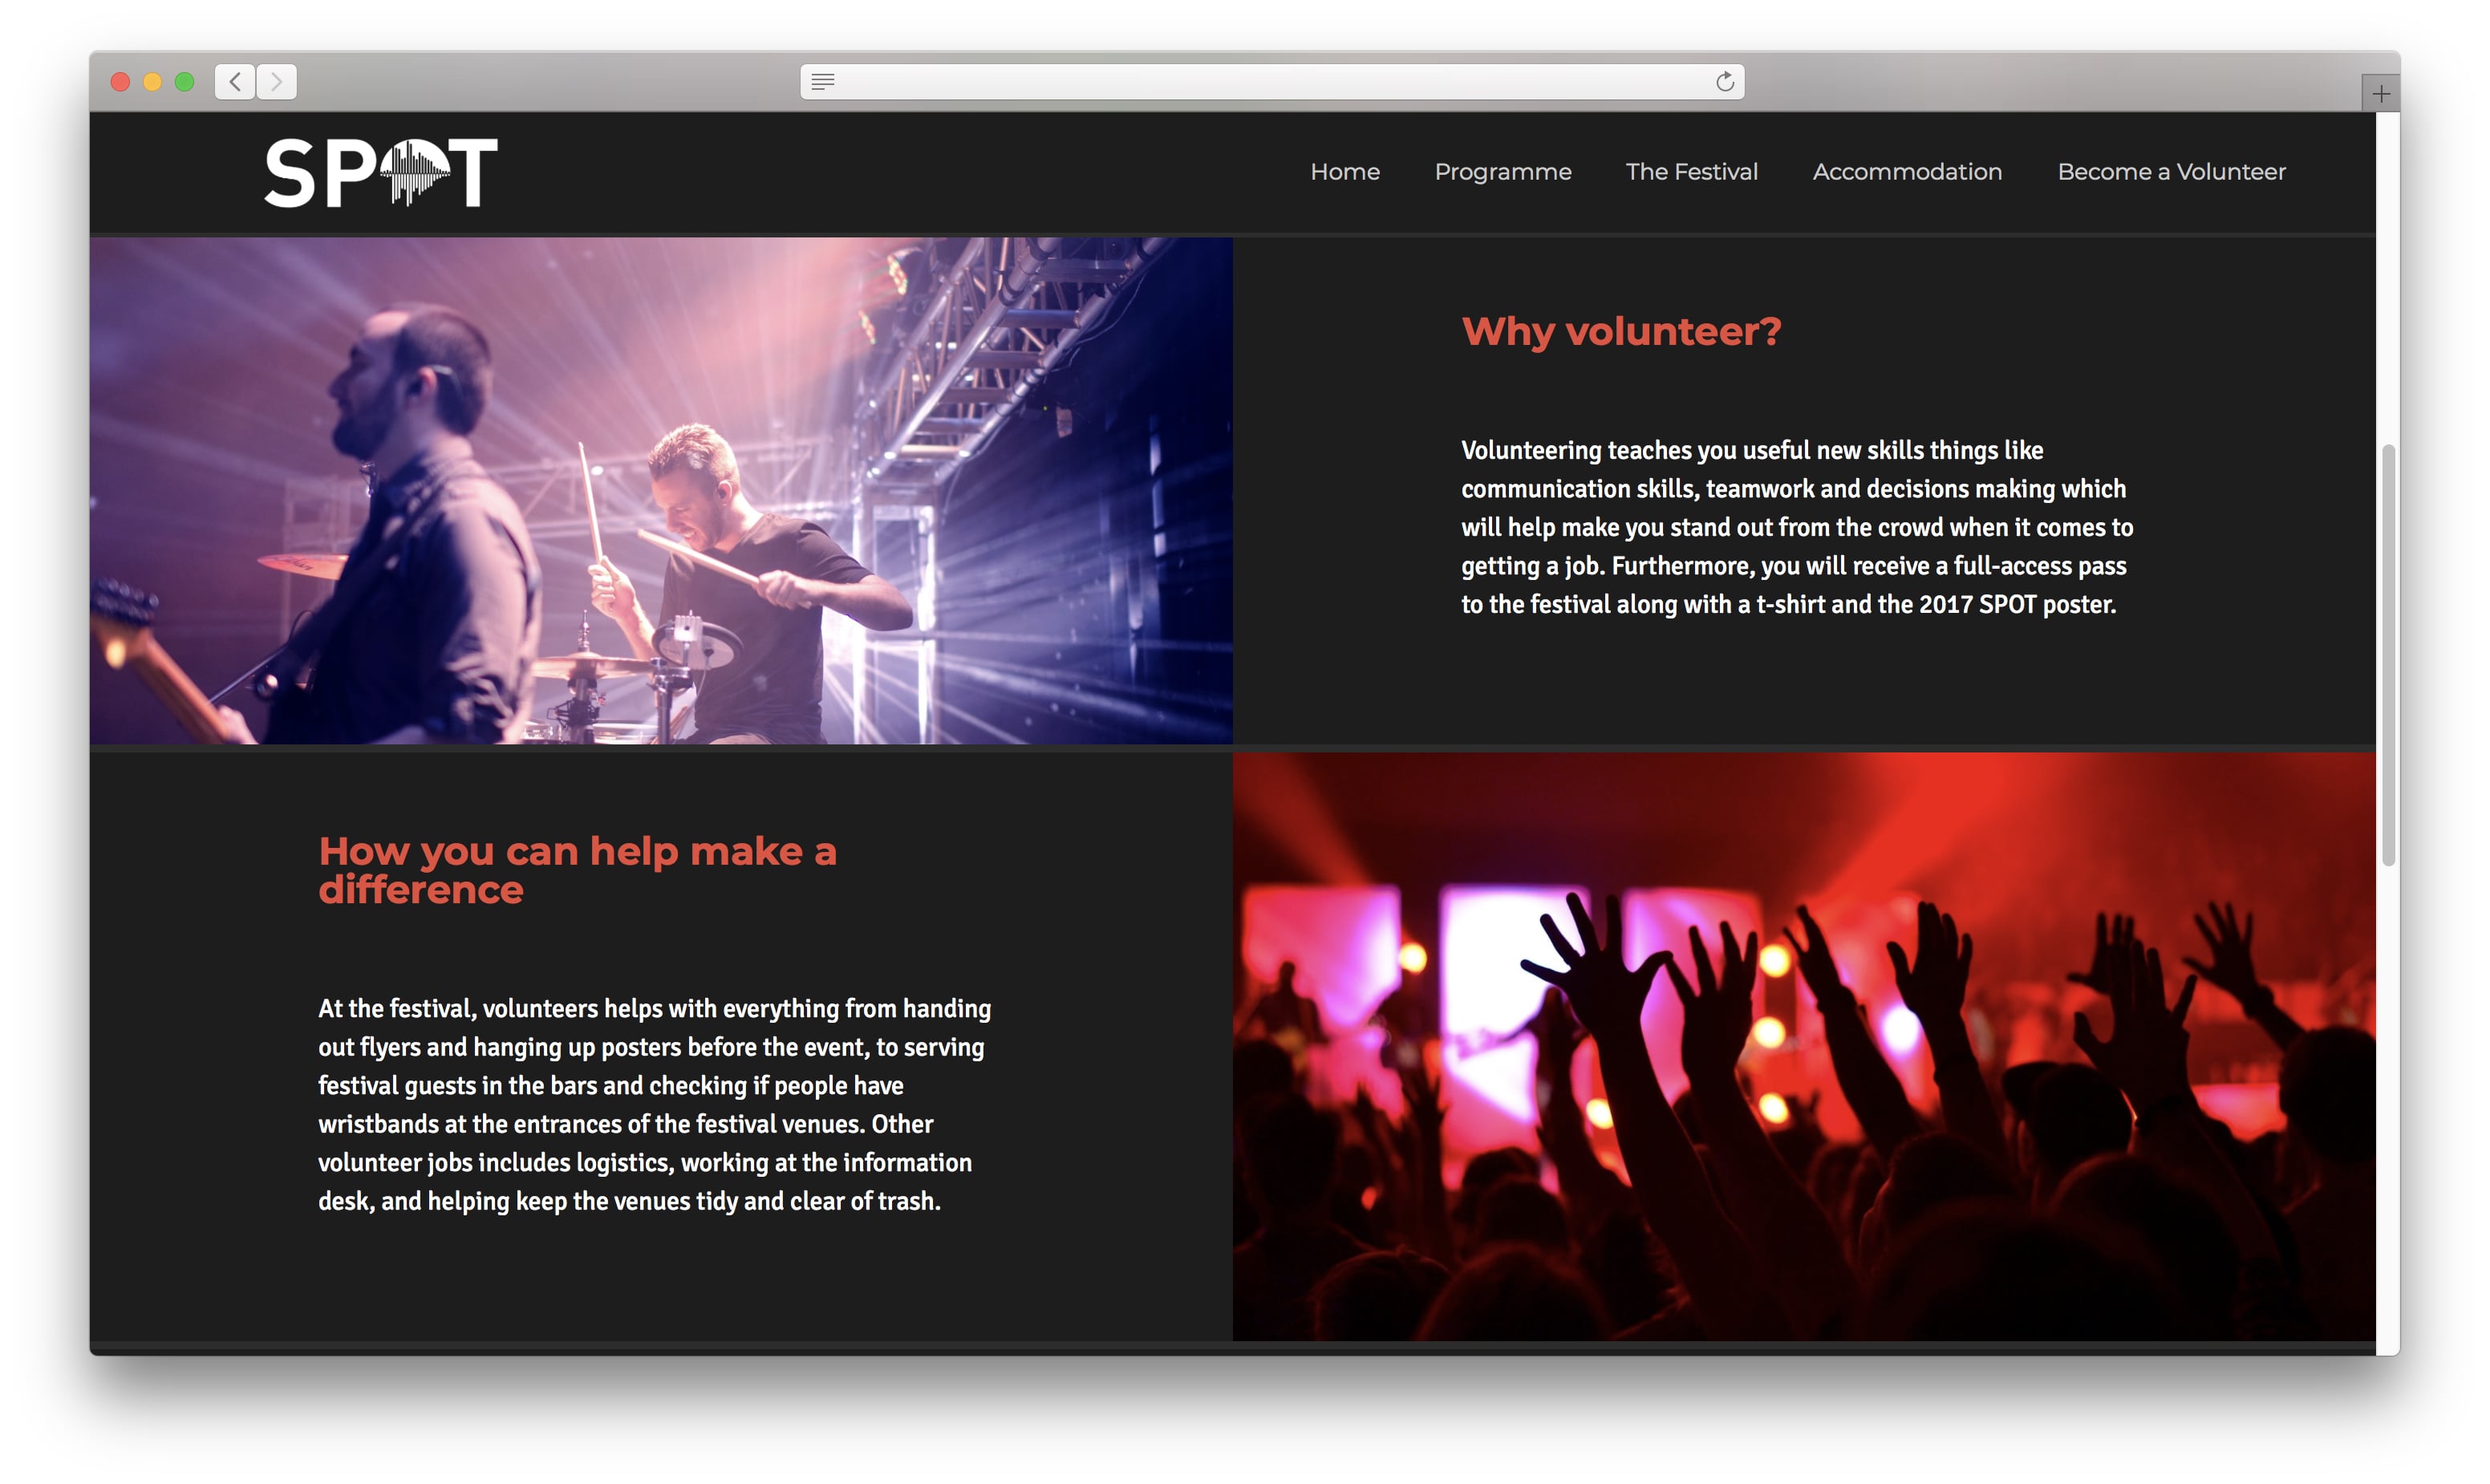 SPOT
Home Programme The Festival Accommodation Become a Volunteer
Why volunteer?
Volunteering teaches you useful new skills things like
communication skills, teamwork and decisions making which
will help make you stand out from the crowd when it comes to
getting a job. Furthermore, you will receive a full-access pass
to the festival along with a t-shirt and the 2017 SPOT poster.
How you can help make a
difference
At the festival, volunteers helps with everything from handing
out flyers and hanging up posters before the event, to serving
festival guests in the bars and checking if people have
wristbands at the entrances of the festival venues. Other
volunteer jobs includes logistics, working at the information
desk, and helping keep the venues tidy and clear of trash.